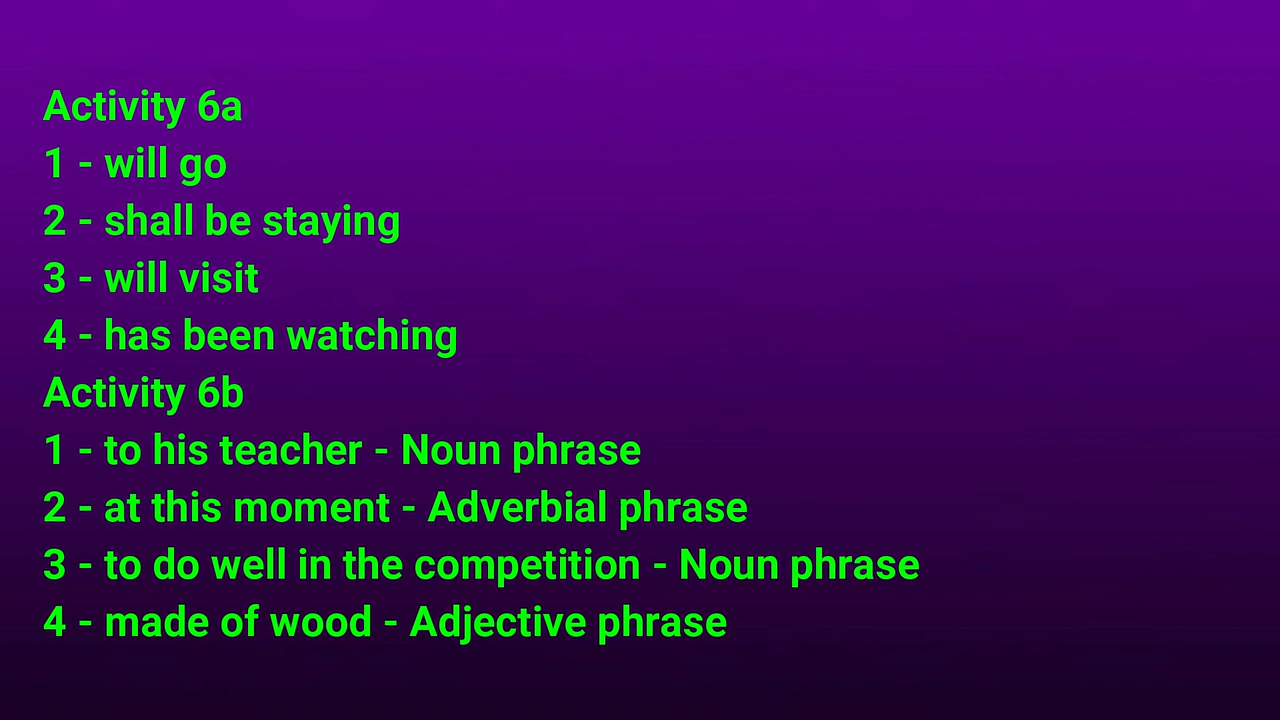 Activity 6a
1 - will go
2 - shall be staying
3 - will visit
4 - has been watching
Activity 6b
1 - to his teacher - Noun phrase
2 - at this moment - Adverbial phrase
3 - to do well in the competition - Noun phrase
4 - made of wood - Adjective phrase